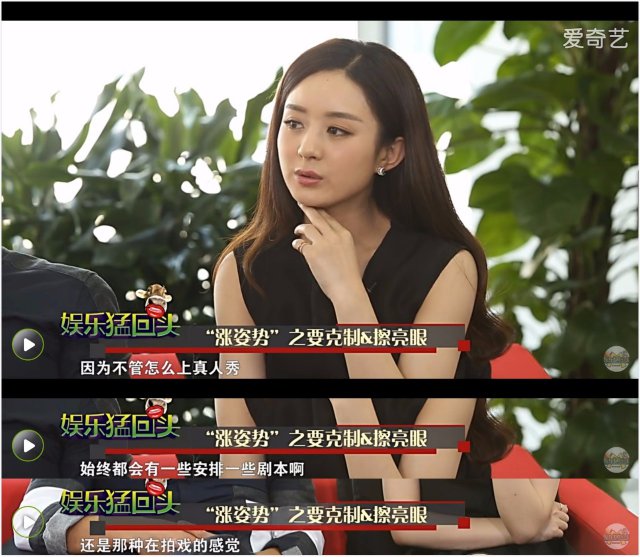 爱奇艺
娱乐猛回头
“涨姿势”之要克制&擦亮眼
因为不管怎么上真人秀
娱乐猛回头
“涨姿势”之要克制&擦亮眼
始终都会有一些安排一些剧本啊
娱乐猛回头
“涨姿势”之要克制&擦亮眼
还是那种在拍戏的感觉